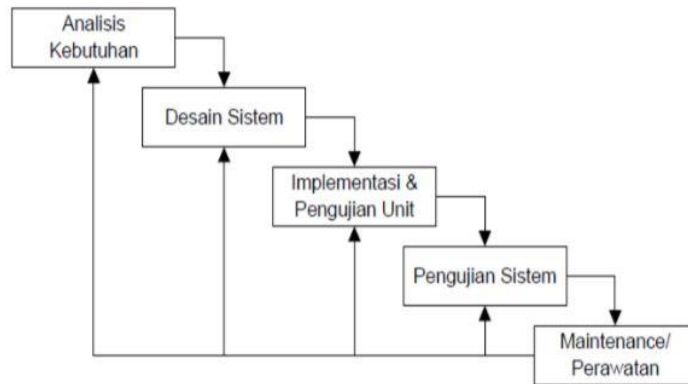 Analisis
Kebutuhan
Desain Sistem
Implementasi &
Pengujian Unit
Pengujian Sistem
Maintenance/
Perawatan